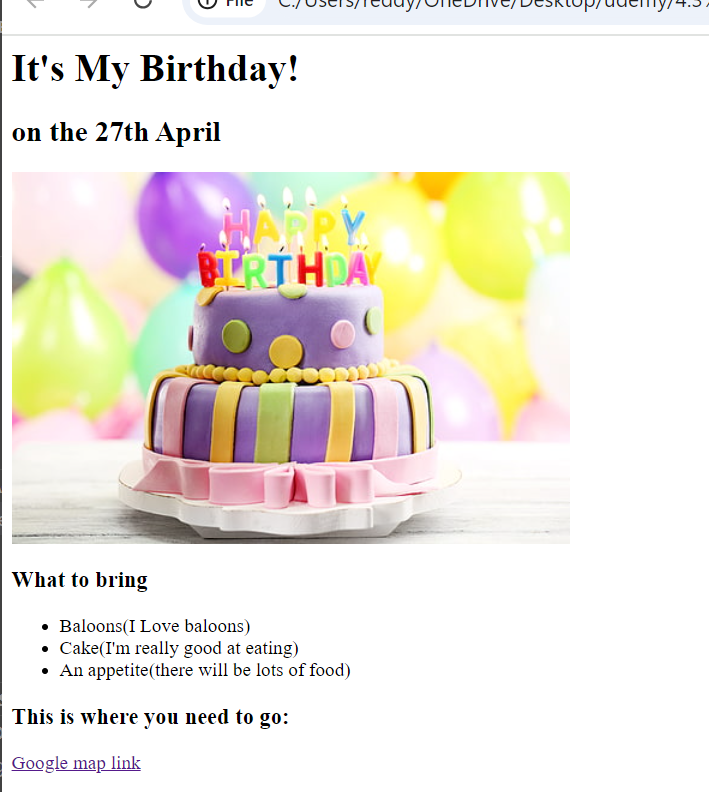 File C:/Users/reddy/OneDrive/Desktop/udemy/4.3
It's My Birthday!
on the 27th April
HAPPY
BIRTHDAY
What to bring
Baloons(I Love baloons)
Cake(I'm really good at eating)
An appetite(there will be lots of food)
This is where you need to go:
Google map link